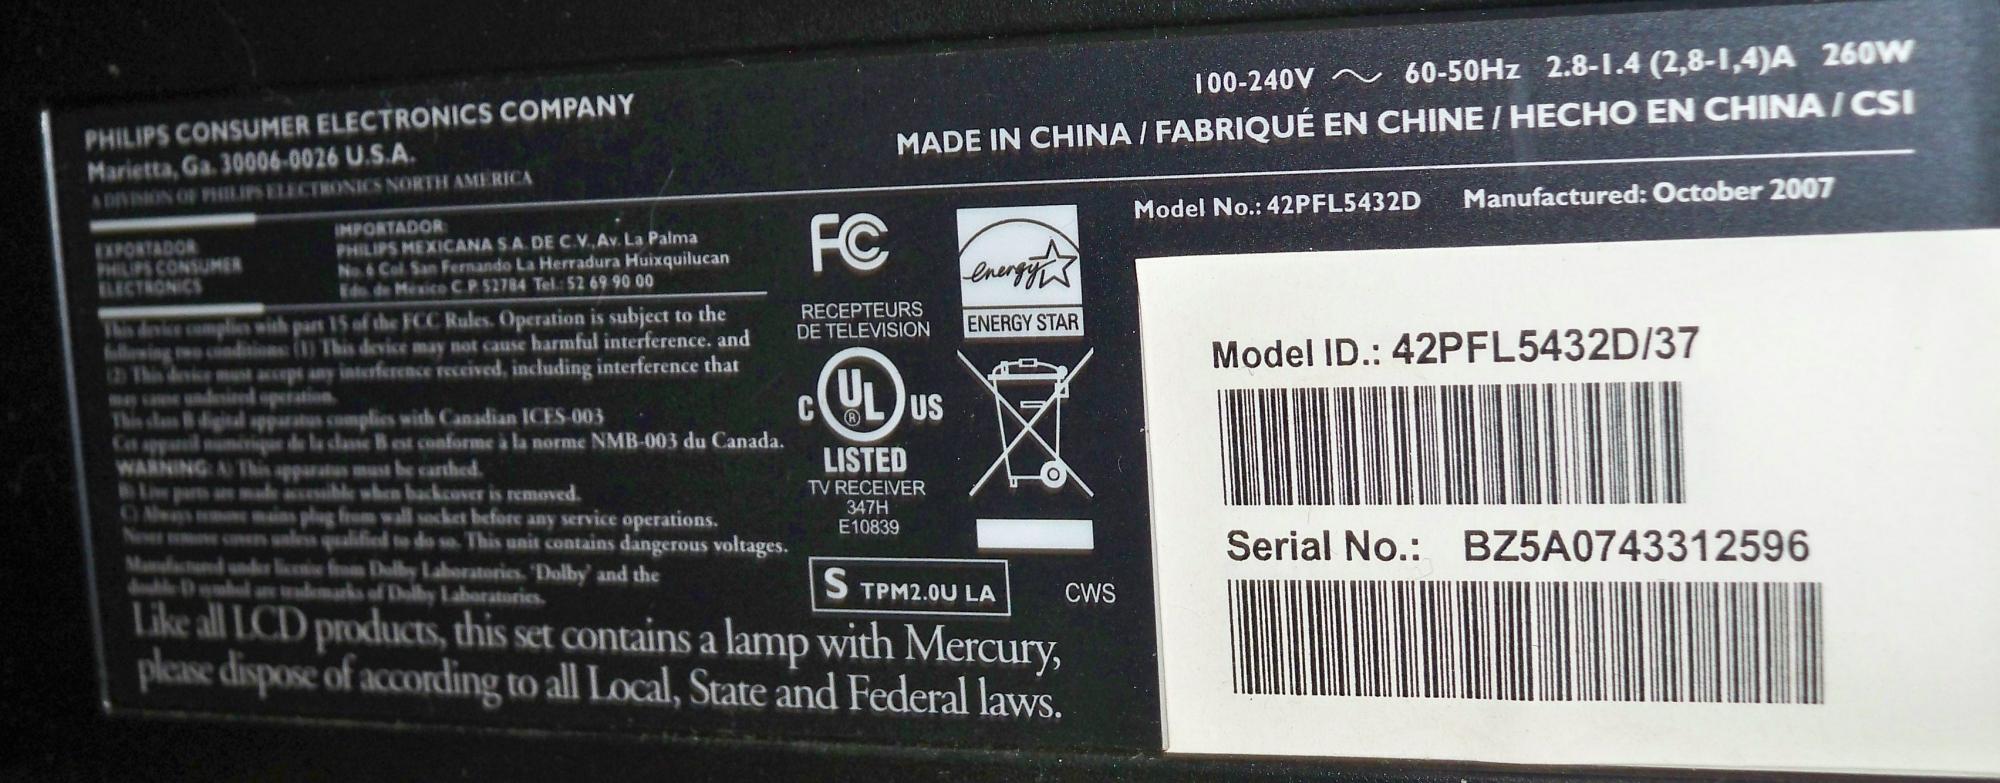 100-240V ~ 60-50Hz 2.8-1.4 (2,8-1,4)A 260W
PHILIPS CONSUMER ELECTRONICS COMPANY
Marietta, Ga. 30006-0026 U.S.A.
A DIVISION OF PHILIPS ELECTRONICS NORTH AMERICA
MADE IN CHINA / FABRIQUÉ EN CHINE / HECHO EN CHINA / CSI
Model No.: 42PFL5432D Manufactured: October 2007
EXPORTADOR
PHILIPS CONSUMER
ELECTRONICS
IMPORTADOR
PHILIPS MEXICANA S.A. DE C.V., Av. La Palma
No. 6 Col. San Fernando La Herradura Huixquilucan
Edo. de Mexico C.P. 52784 Tel.: 52 69 90 00
This device complies with part 15 of the FCC Rules. Operation is subject to the
following two conditions: (1) This device may not cause harmful interference. and
(2) This device must accept any interference received, including interference that
may cause undesired operation.
This class B digital apparatus complies with Canadian ICES-003
Cet appareil numérique de la classe B est conforme à la norme NMB-003 du Canada.
WARNING: A) This apparatus must be earthed.
B) Live parts are made accessible when backcover is removed.
C) Always remove mains plug from wall socket before any service operations.
Never remove covers unless qualified to do so. This unit contains dangerous voltages.
Manufactured under license from Dolby Laboratories. 'Dolby' and the
double D symbol are trademarks of Dolby Laboratories.
Like all LCD products, this set contains a lamp with Mercury,
please dispose of according to all Local, State and Federal laws.
FC
RECEPTEURS
DE TELEVISION
C UL ® US
LISTED
TV RECEIVER
347H
E10839
energy
ENERGY STAR
S TPM2.0U LA
CWS
Model ID.: 42PFL5432D/37
Serial No.: BZ5A0743312596